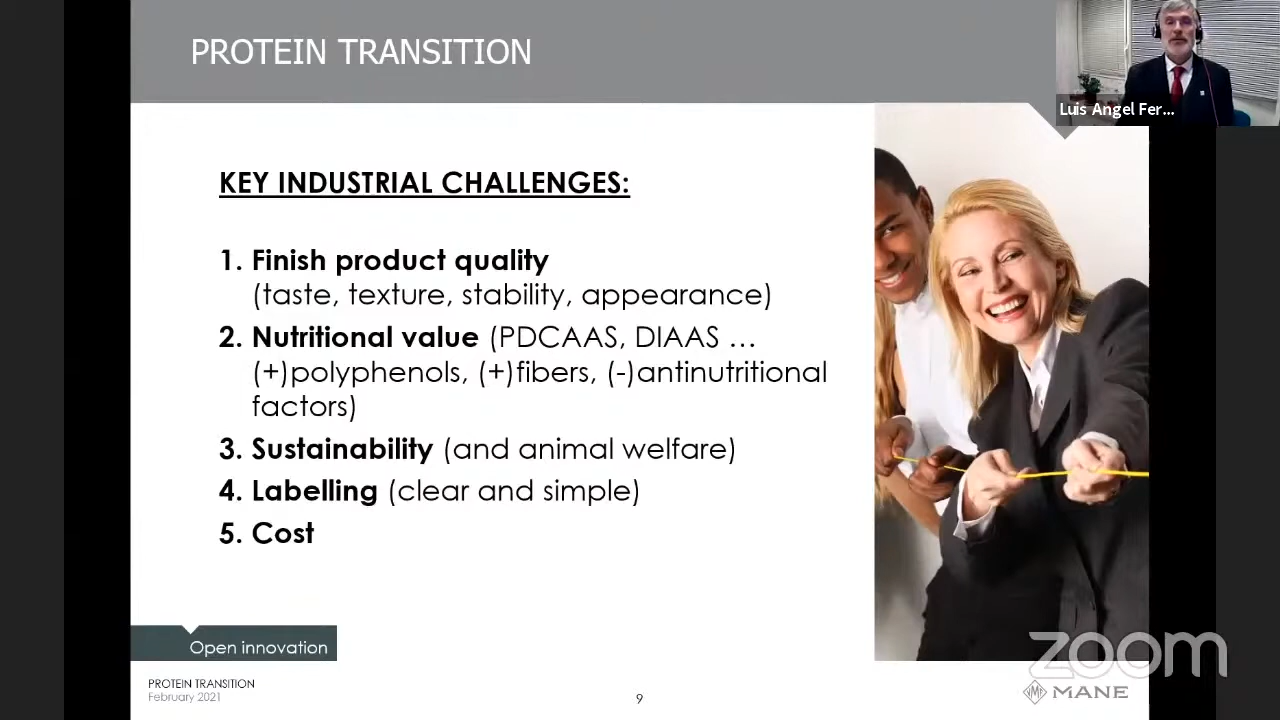 PROTEIN TRANSITION
Luis Angel Fer...
KEY INDUSTRIAL CHALLENGES:
1. Finish product quality
(taste, texture, stability, appearance)
2. Nutritional value (PDCAAS, DIAAS ...
(+)polyphenols, (+)fibers, (-)antinutritional
factors)
3. Sustainability (and animal welfare)
4. Labelling (clear and simple)
5. Cost
Open innovation
PROTEIN TRANSITION
February 2021
9
zoom
MANE